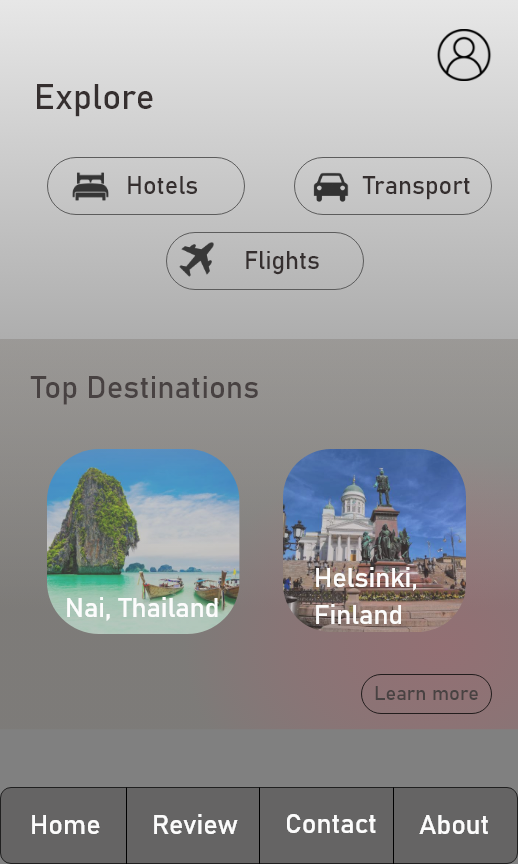 Explore
Hotels
Transport
Flights
Top Destinations
Nai, Thailand
Helsinki,
Finland
Learn more
Home
Review
Contact
About